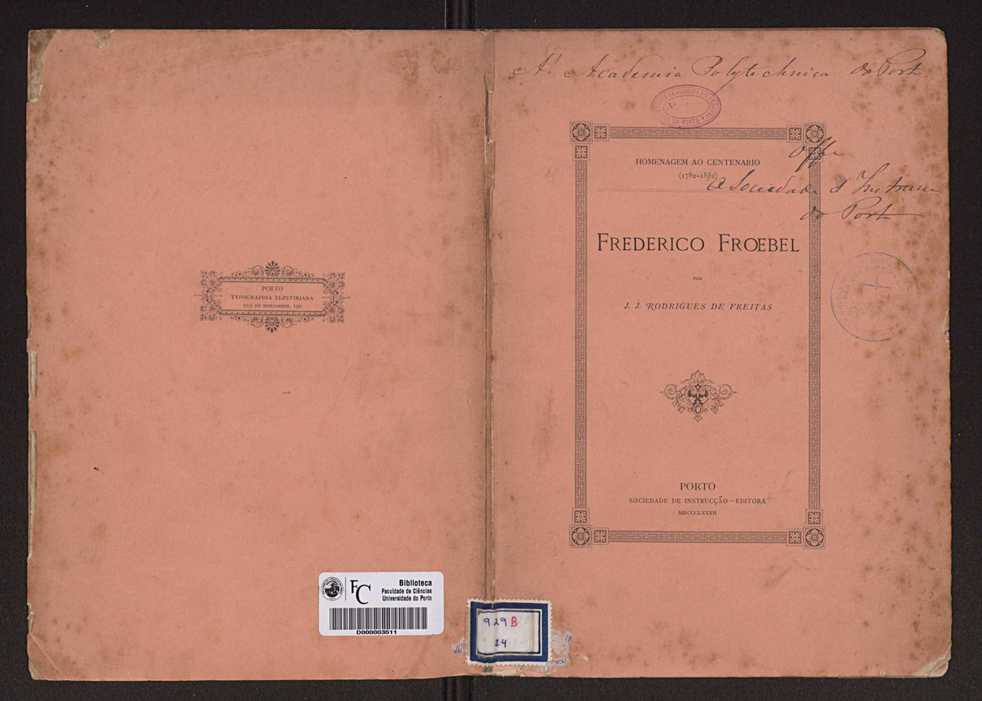 PORTO
TYPOGRAPHIA ELZEVIRIANA
Biblioteca
Faculdade de Ciências
Universidade do Porto
FC
D000003511
929 B
24
Á Academia Polytechnica do Porto
HOMENAGEM AO CENTENARIO
(1782-1882)
off.e
a Sociedade d'Instrucção
do Porto
FREDERICO FROEBEL
POR
J. J. RODRIGUES DE FREITAS
PORTO
SOCIEDADE DE INSTRUCÇÃO—EDITORA
MDCCCLXXXII